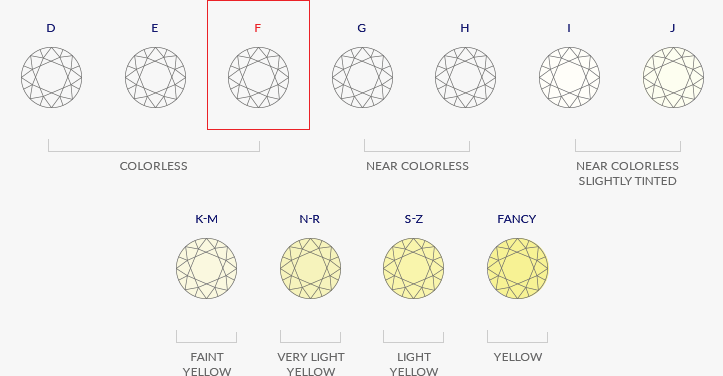 D E F G H I J
COLORLESS NEAR COLORLESS NEAR COLORLESS
SLIGHTLY TINTED
K-M N-R S-Z FANCY
FAINT VERY LIGHT LIGHT YELLOW
YELLOW YELLOW YELLOW